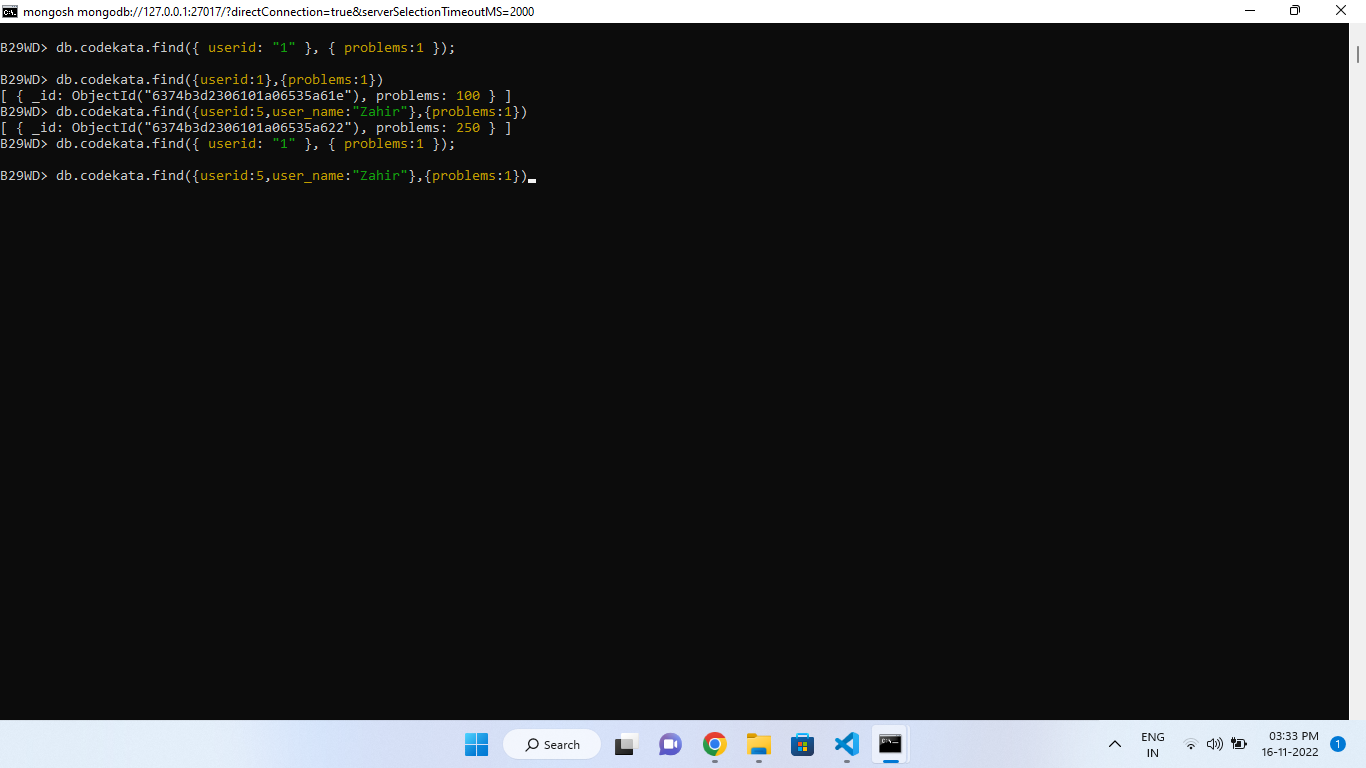 mongosh mongodb://127.0.0.1:27017/?directConnection=true&serverSelectionTimeoutMS=2000
B29WD> db.codekata.find({ userid: "1" }, { problems:1 });
B29WD> db.codekata.find({userid:1},{problems:1})
[ { _id: ObjectId("6374b3d2306101a06535a61e"), problems: 100 } ]
B29WD> db.codekata.find({userid:5,user_name:"Zahir"},{problems:1})
[ { _id: ObjectId("6374b3d2306101a06535a622"), problems: 250 } ]
B29WD> db.codekata.find({ userid: "1" }, { problems:1 });
B29WD> db.codekata.find({userid:5,user_name:"Zahir"},{problems:1})
Search
ENG
IN
03:33 PM
16-11-2022
1